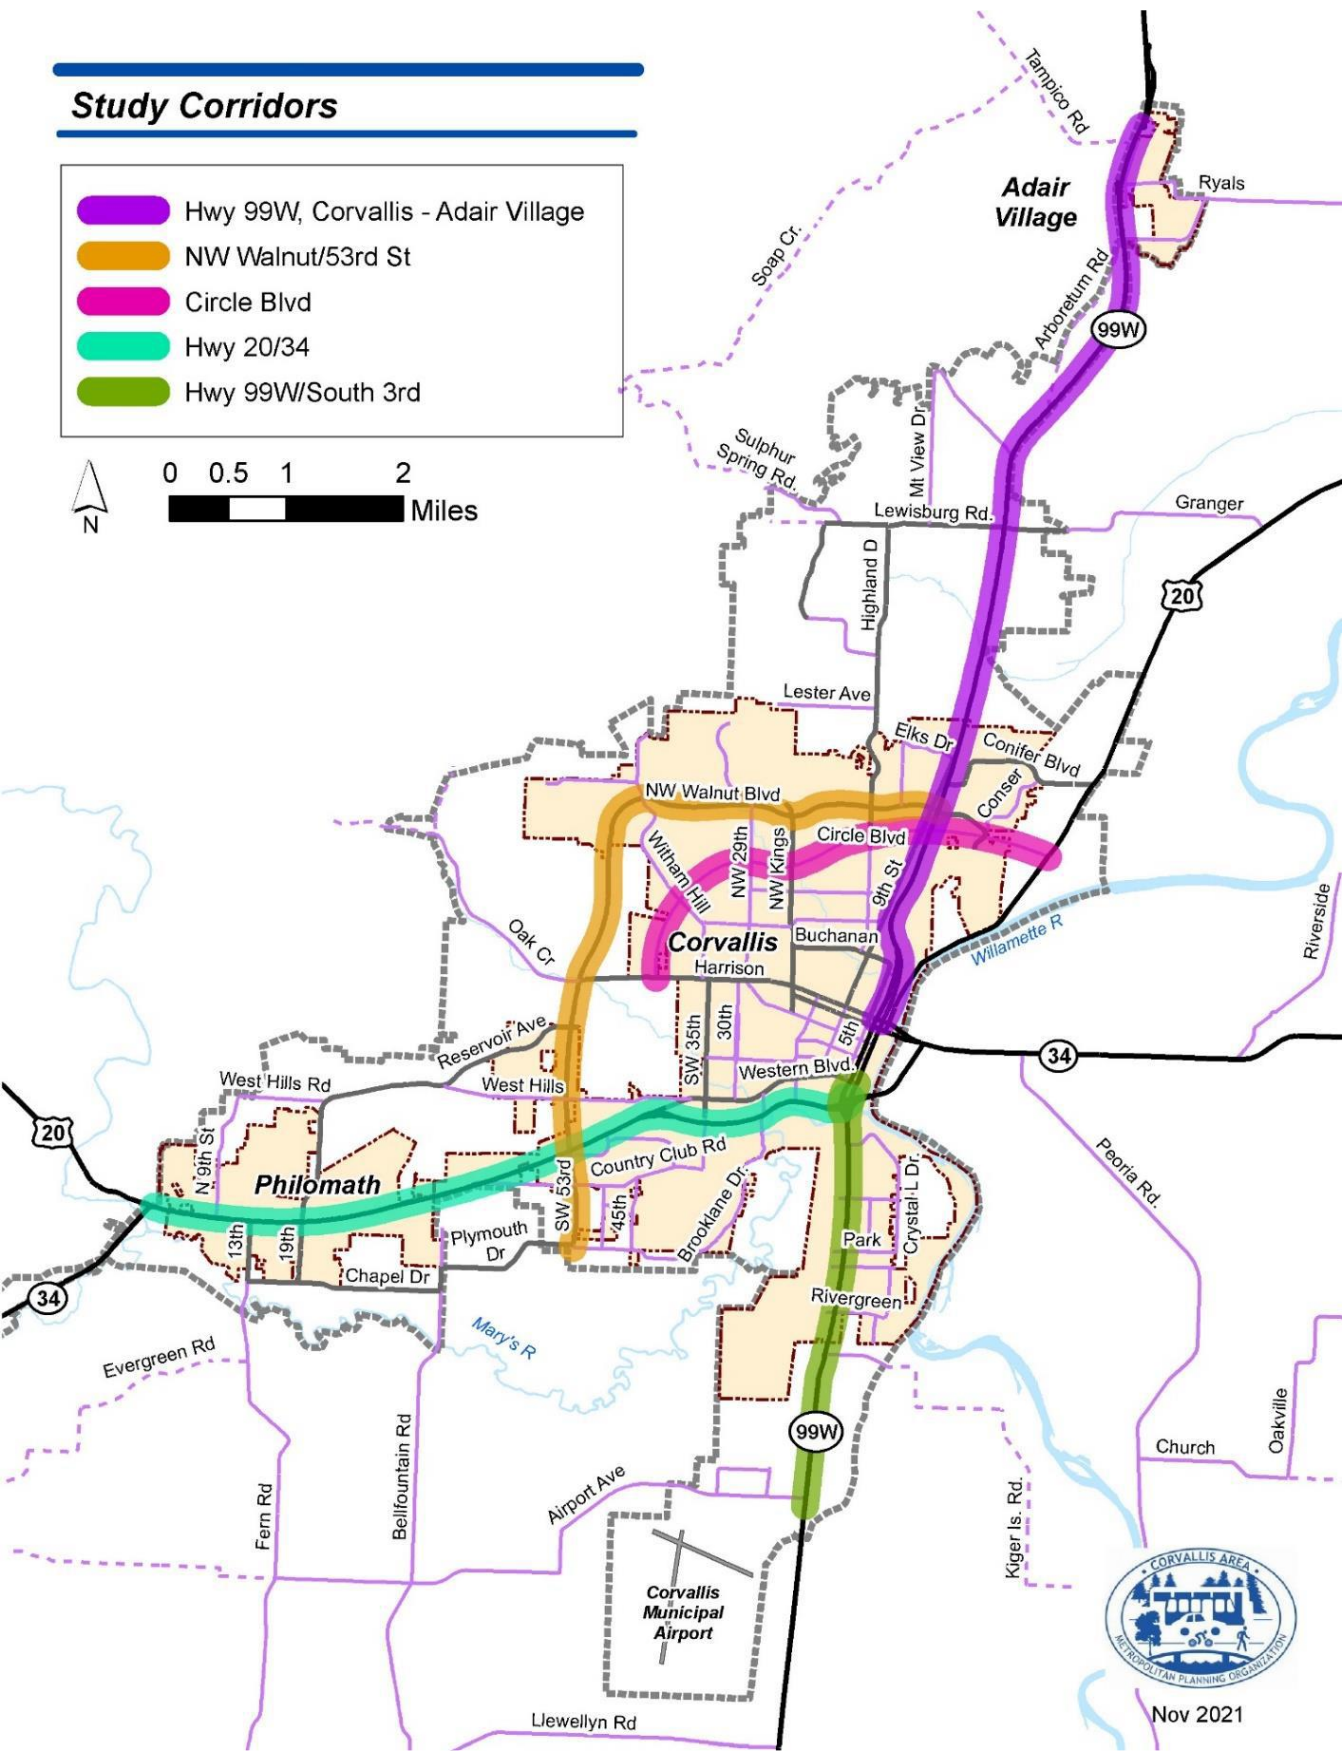 Study Corridors
Hwy 99W, Corvallis - Adair Village
NW Walnut/53rd St
Circle Blvd
Hwy 20/34
Hwy 99W/South 3rd
0 0.5 1 2
Miles
N
Tampico Rd
Adair
Village
Ryals
Soap Cr.
Arboretum Rd
99W
Mt View Dr
Sulphur
Spring Rd.
Lewisburg Rd.
Granger
20
Highland D
Lester Ave
Elks Dr
Conifer Blvd
Conser
NW Walnut Blvd
Circle Blvd
Witham Hill
NW 29th
NW Kings
9th St
Oak Cr
Corvallis
Buchanan
Harrison
Willamette R
Riverside
Reservoir Ave
SW 35th
30th
5th
34
West Hills Rd
West Hills
Western Blvd.
20
N 9th St
Philomath
Country Club Rd
Peoria Rd.
SW 53rd
45th
Brooklane Dr.
Crystal L Dr.
13th
19th
Plymouth
Dr
Park
Chapel Dr
Rivergreen
34
Mary's R
Evergreen Rd
99W
Church
Oakville
Fern Rd
Bellfountain Rd
Airport Ave
Kiger Is. Rd.
Corvallis
Municipal
Airport
CORVALLIS AREA
METROPOLITAN PLANNING ORGANIZATION
Nov 2021
Llewellyn Rd